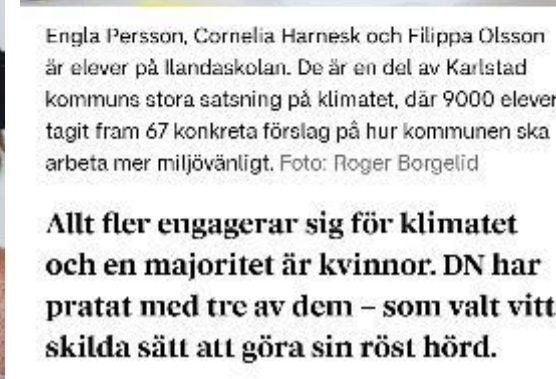 Engla Persson, Cornelia Harnesk och Filippa Olsson
är elever på Ilandaskolan. De är en del av Karlstad
kommuns stora satsning på klimatet, där 9000 elever
tagit fram 67 konkreta förslag på hur kommunen ska
arbeta mer miljövänligt. Foto: Roger Borgelid
Allt fler engagerar sig för klimatet
och en majoritet är kvinnor. DN har
pratat med tre av dem – som valt vitt
skilda sätt att göra sin röst hörd.